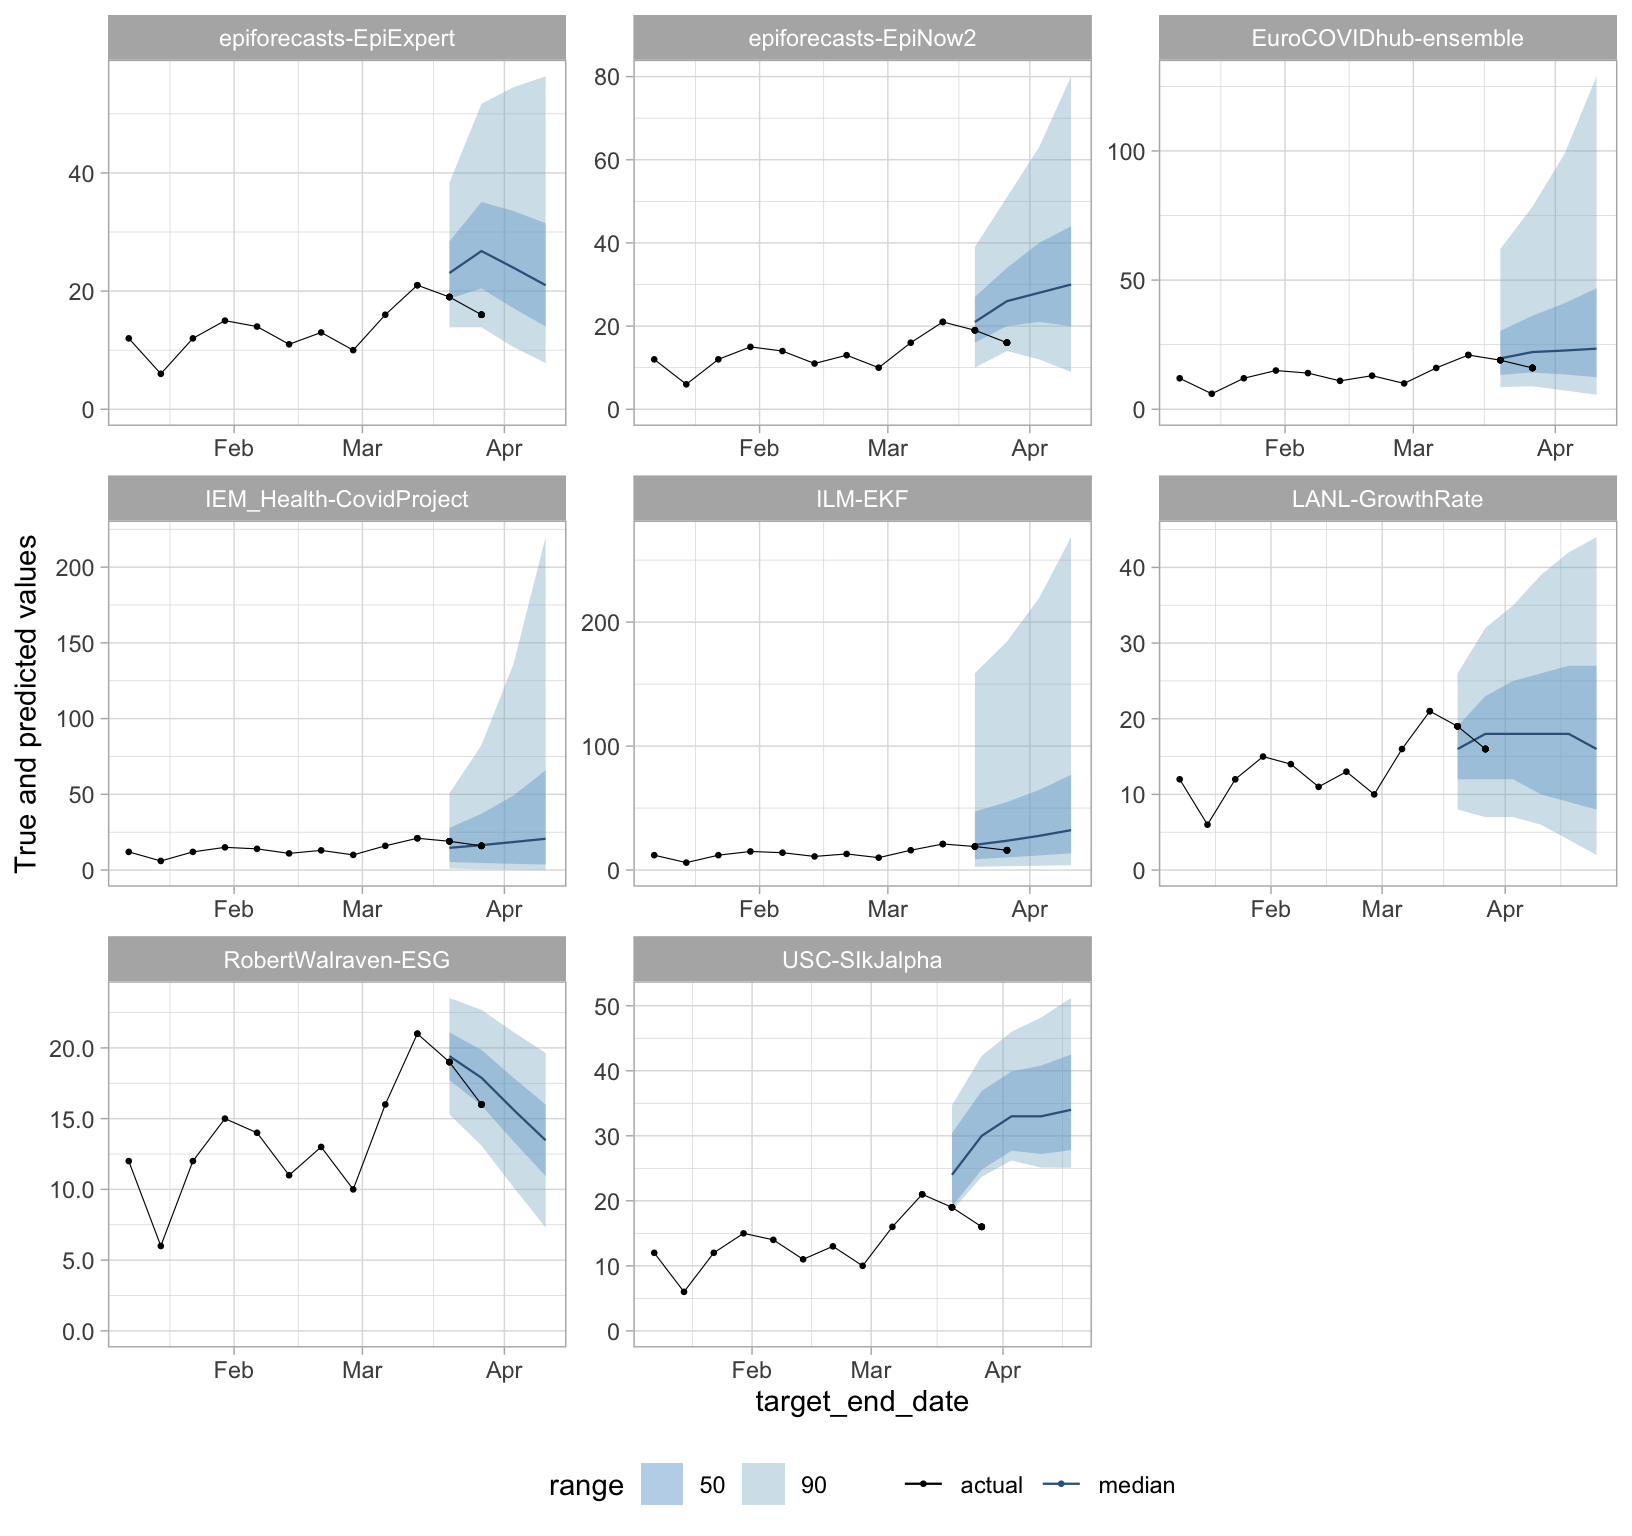 epiforecasts-EpiExpert
epiforecasts-EpiNow2
EuroCOVIDhub-ensemble
40
20
0
Feb Mar Apr
80
60
40
20
0
Feb Mar Apr
100
50
0
Feb Mar Apr
True and predicted values
IEM_Health-CovidProject
ILM-EKF
LANL-GrowthRate
200
150
100
50
0
Feb Mar Apr
200
100
0
Feb Mar Apr
40
30
20
10
0
Feb Mar Apr
RobertWalraven-ESG
USC-SIkJalpha
20.0
15.0
10.0
5.0
0.0
Feb Mar Apr
50
40
30
20
10
0
Feb Mar Apr
target_end_date
range 50 90 actual median